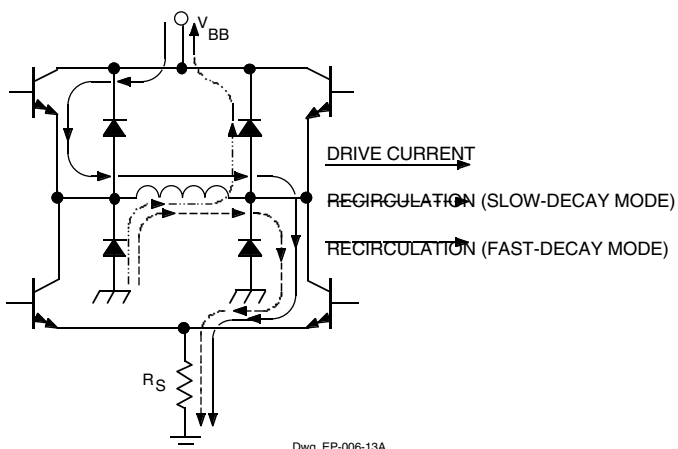 V
BB
DRIVE CURRENT
RECIRCULATION (SLOW-DECAY MODE)
RECIRCULATION (FAST-DECAY MODE)
R
S
Dwg. EP-006-13A